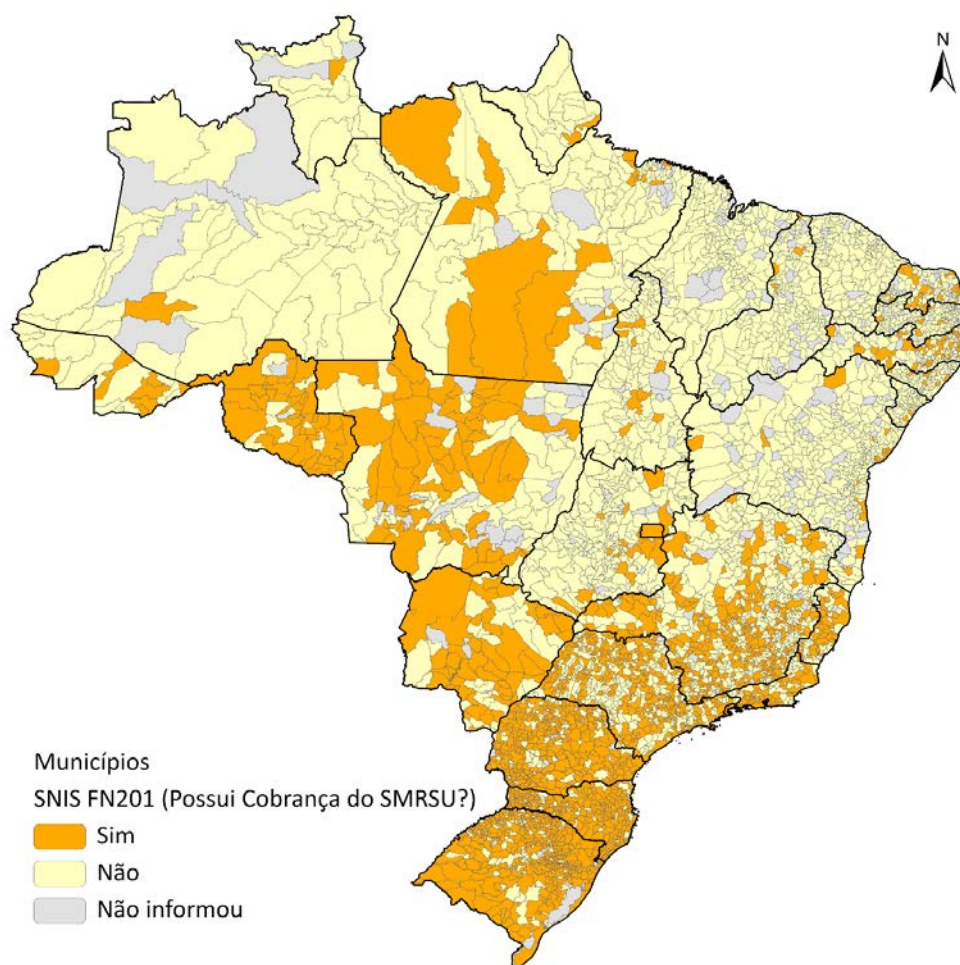 N
Municípios
SNIS FN201 (Possui Cobrança do SMRSU?)
Sim
Não
Não informou